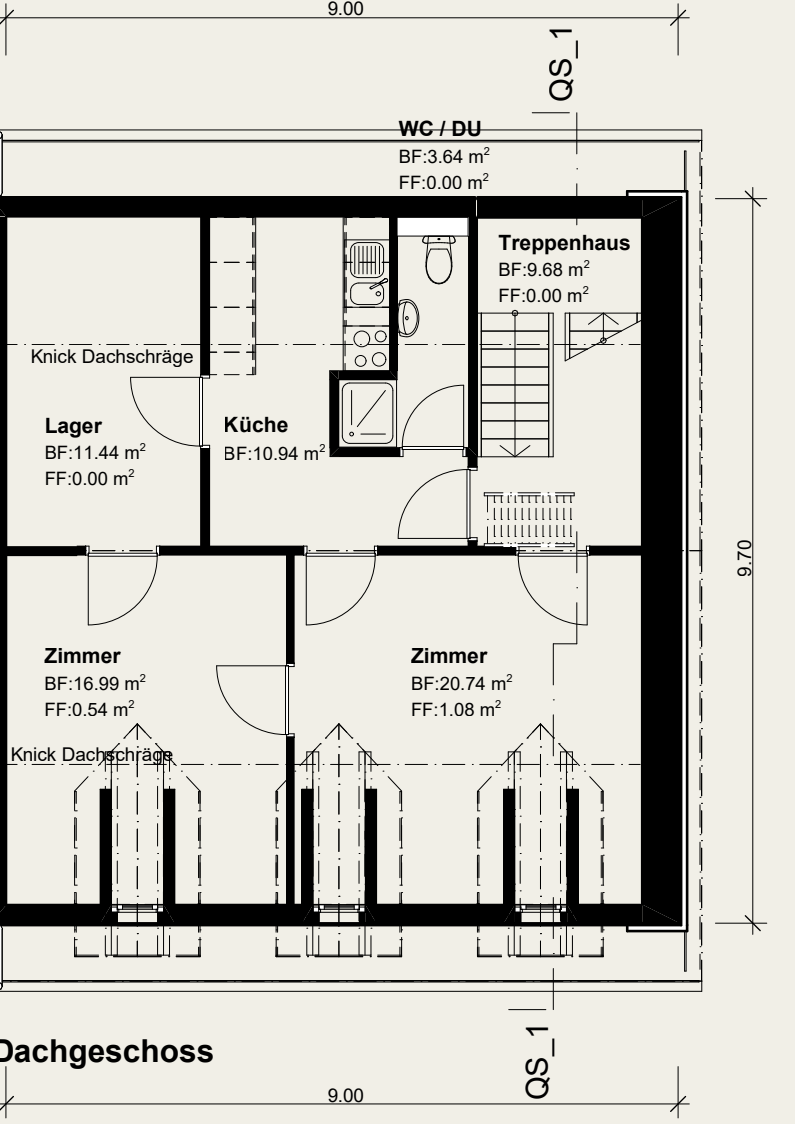 9.00
QS_1
WC / DU
BF:3.64 m²
FF:0.00 m²
Treppenhaus
BF:9.68 m²
FF:0.00 m²
Knick Dachschräge
Lager
BF:11.44 m²
FF:0.00 m²
Küche
BF:10.94 m²
9.70
Zimmer
BF:16.99 m²
FF:0.54 m²
Zimmer
BF:20.74 m²
FF:1.08 m²
Knick Dachschräge
QS_1
Dachgeschoss
9.00